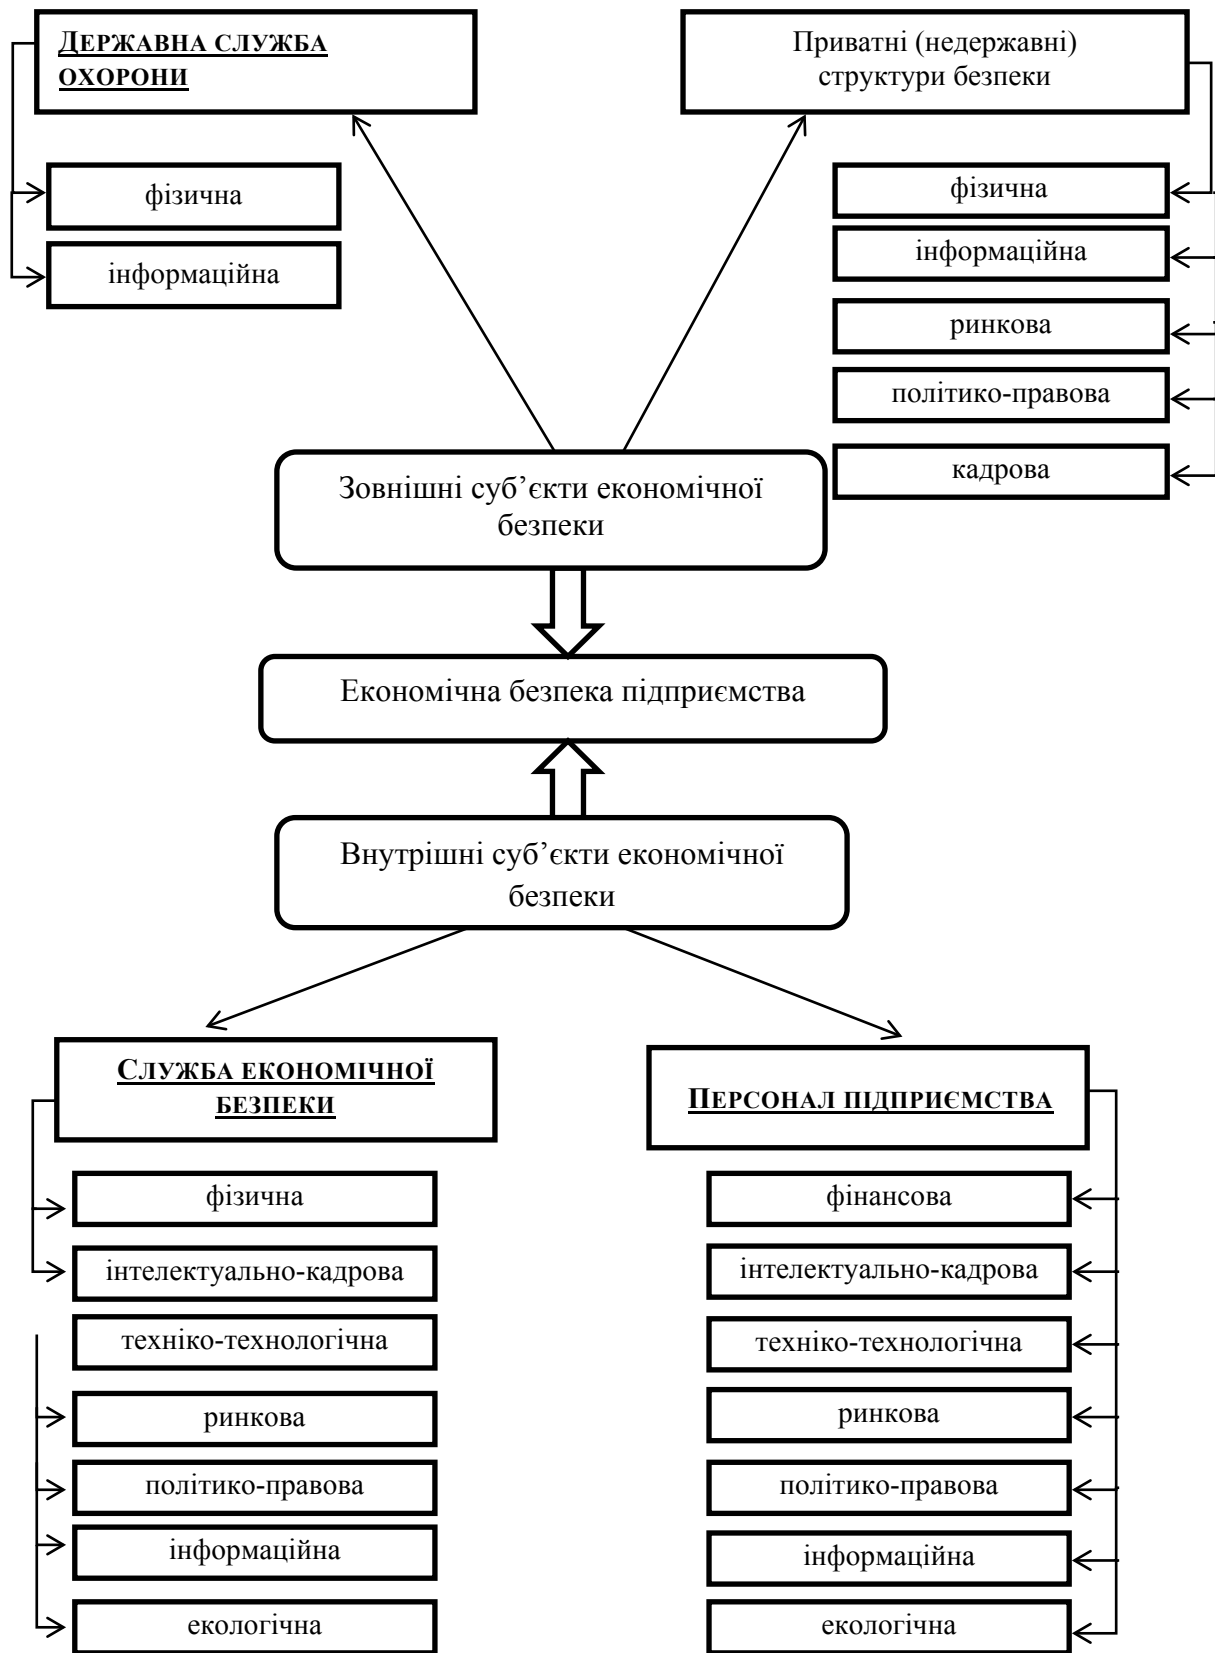 ДЕРЖАВНА СЛУЖБА
ОХОРОНИ
фізична
інформаційна
Приватні (недержавні)
структури безпеки
фізична
інформаційна
ринкова
політико-правова
кадрова
Зовнішні суб’єкти економічної
безпеки
Економічна безпека підприємства
Внутрішні суб’єкти економічної
безпеки
СЛУЖБА ЕКОНОМІЧНОЇ
БЕЗПЕКИ
фізична
інтелектуально-кадрова
техніко-технологічна
ринкова
політико-правова
інформаційна
екологічна
ПЕРСОНАЛ ПІДПРИЄМСТВА
фінансова
інтелектуально-кадрова
техніко-технологічна
ринкова
політико-правова
інформаційна
екологічна